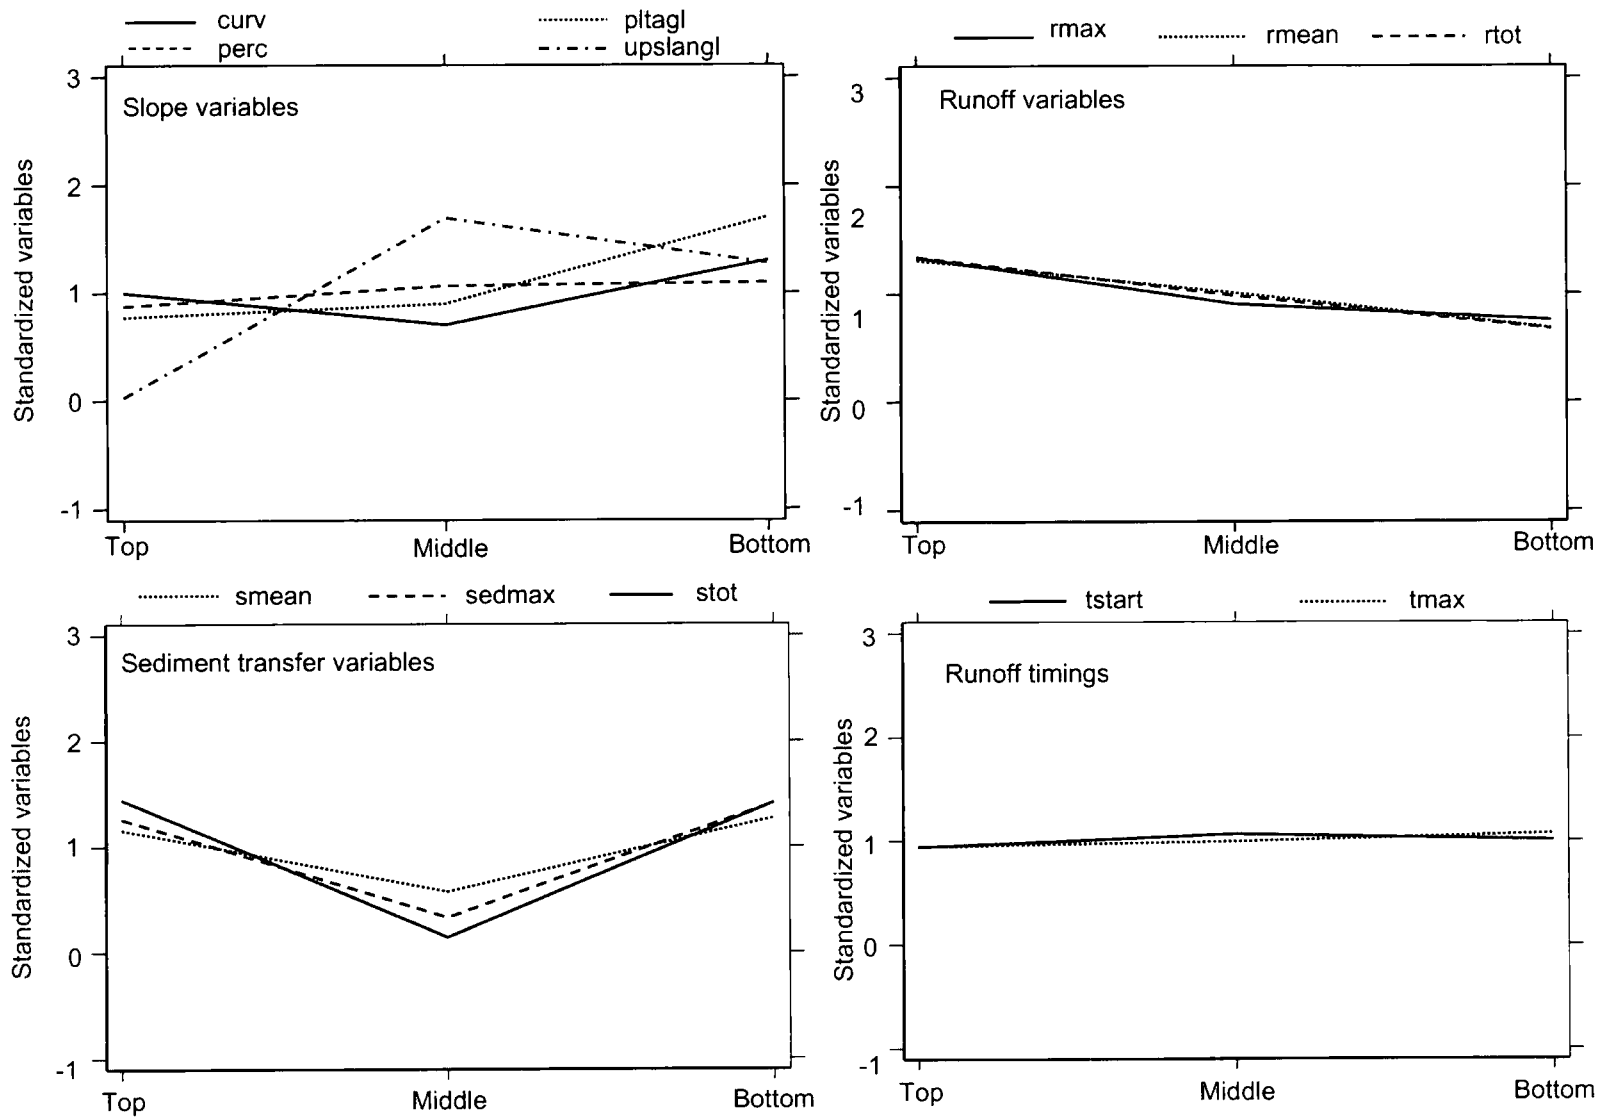 curv
perc
pltagl
upslangl
3
2
1
0
-1
Standardized variables
Slope variables
Top
Middle
Bottom
rmax
rmean
rtot
3
2
1
0
-1
Standardized variables
Runoff variables
Top
Middle
Bottom
smean
sedmax
stot
3
2
1
0
-1
Standardized variables
Sediment transfer variables
Top
Middle
Bottom
tstart
tmax
3
2
1
0
-1
Standardized variables
Runoff timings
Top
Middle
Bottom